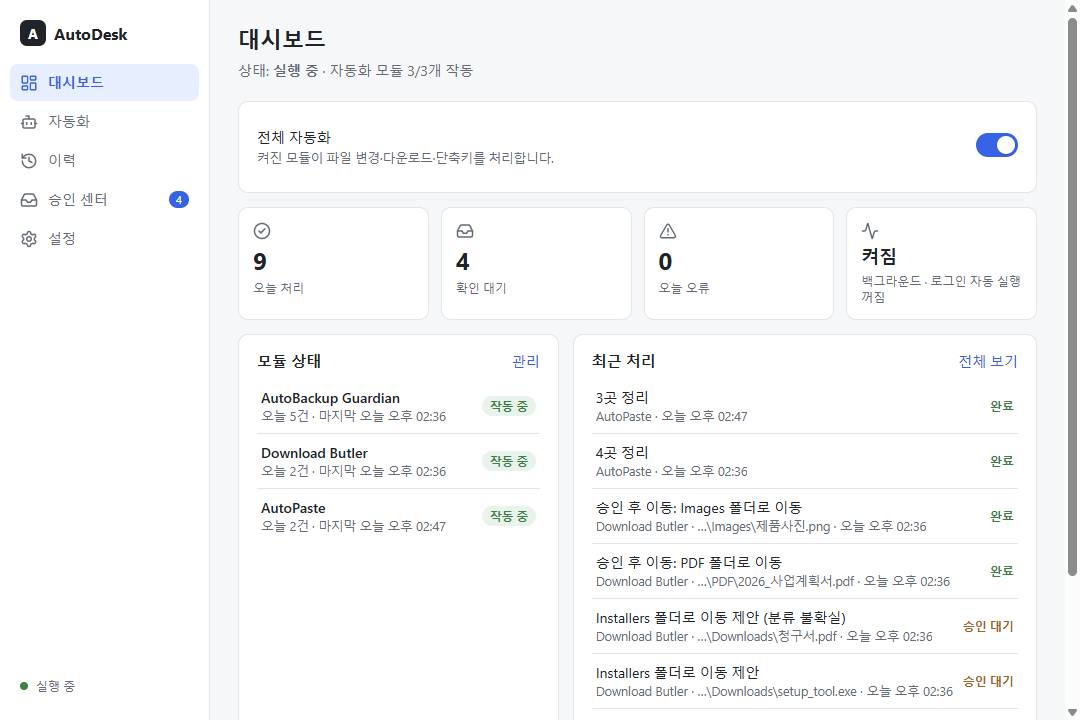 A AutoDesk
대시보드
자동화
이력
승인 센터 4
설정
실행 중
대시보드
상태: 실행 중 · 자동화 모듈 3/3개 작동
전체 자동화
켜진 모듈이 파일 변경·다운로드·단축키를 처리합니다.
9
오늘 처리
4
확인 대기
0
오늘 오류
켜짐
백그라운드 · 로그인 자동 실행
꺼짐
모듈 상태 관리
AutoBackup Guardian
오늘 5건 · 마지막 오늘 오후 02:36
작동 중
Download Butler
오늘 2건 · 마지막 오늘 오후 02:36
작동 중
AutoPaste
오늘 2건 · 마지막 오늘 오후 02:47
작동 중
최근 처리 전체 보기
3곳 정리
AutoPaste · 오늘 오후 02:47
완료
4곳 정리
AutoPaste · 오늘 오후 02:36
완료
승인 후 이동: Images 폴더로 이동
Download Butler · ...\Images\제품사진.png · 오늘 오후 02:36
완료
승인 후 이동: PDF 폴더로 이동
Download Butler · ...\PDF\2026_사업계획서.pdf · 오늘 오후 02:36
완료
Installers 폴더로 이동 제안 (분류 불확실)
Download Butler · ...\Downloads\청구서.pdf · 오늘 오후 02:36
승인 대기
Installers 폴더로 이동 제안
Download Butler · ...\Downloads\setup_tool.exe · 오늘 오후 02:36
승인 대기